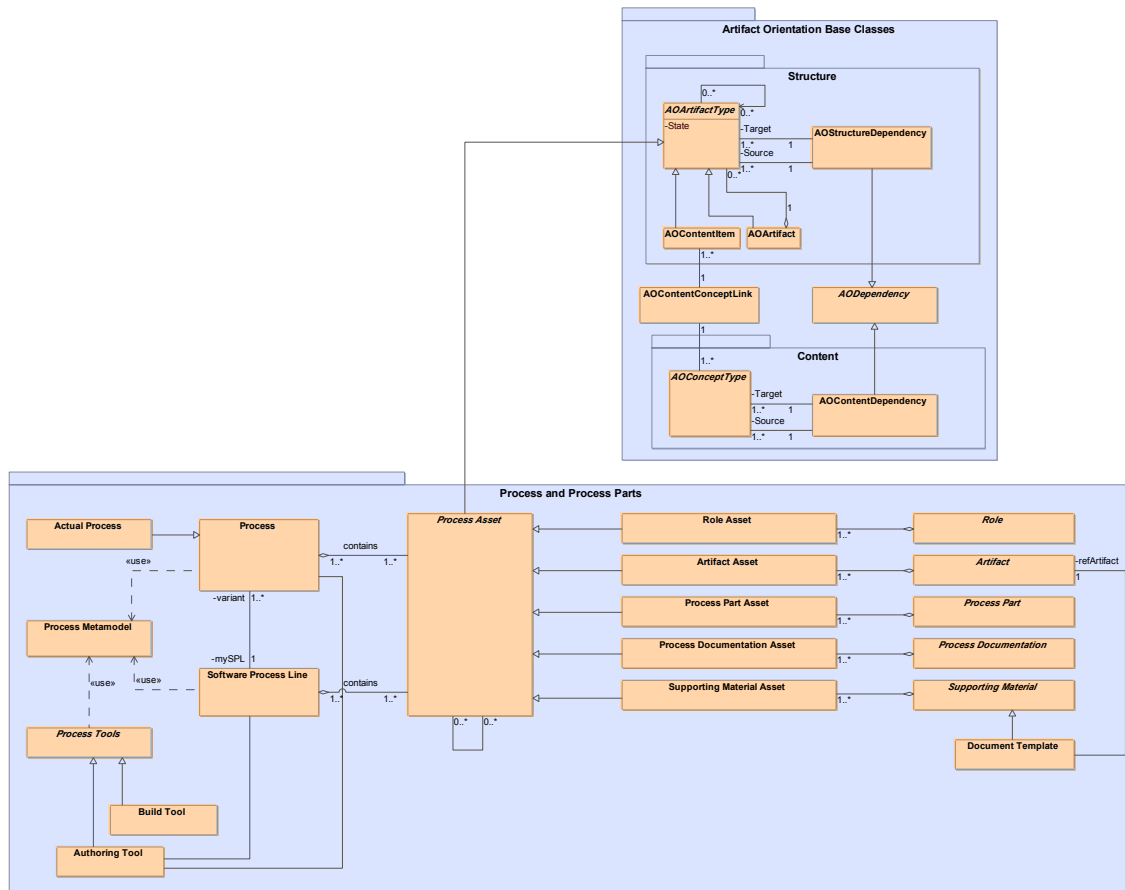 Artifact Orientation Base Classes
Structure
0..*
AOArtifactType
0..*
-State
-Target
1..* 1
-Source
1..* 1
AOStructureDependency
0..*
1
AOContentItem
AOArtifact
1..*
1
AOContentConceptLink
AODependency
1
1..*
Content
AOConceptType
-Target
1..* 1
-Source
1..* 1
AOContentDependency
Process and Process Parts
Actual Process
Process
Process Asset
Role Asset
1..*
Role
contains
1..* 1..*
«use»
Artifact Asset
1..*
Artifact
-refArtifact
1
-variant 1..*
Process Part Asset
1..*
Process Part
Process Metamodel
Process Documentation Asset
1..*
Process Documentation
-mySPL 1
«use»
«use»
Software Process Line
contains
1..* 1..*
Supporting Material Asset
1..*
Supporting Material
0..* 0..*
Process Tools
Document Template
Build Tool
Authoring Tool